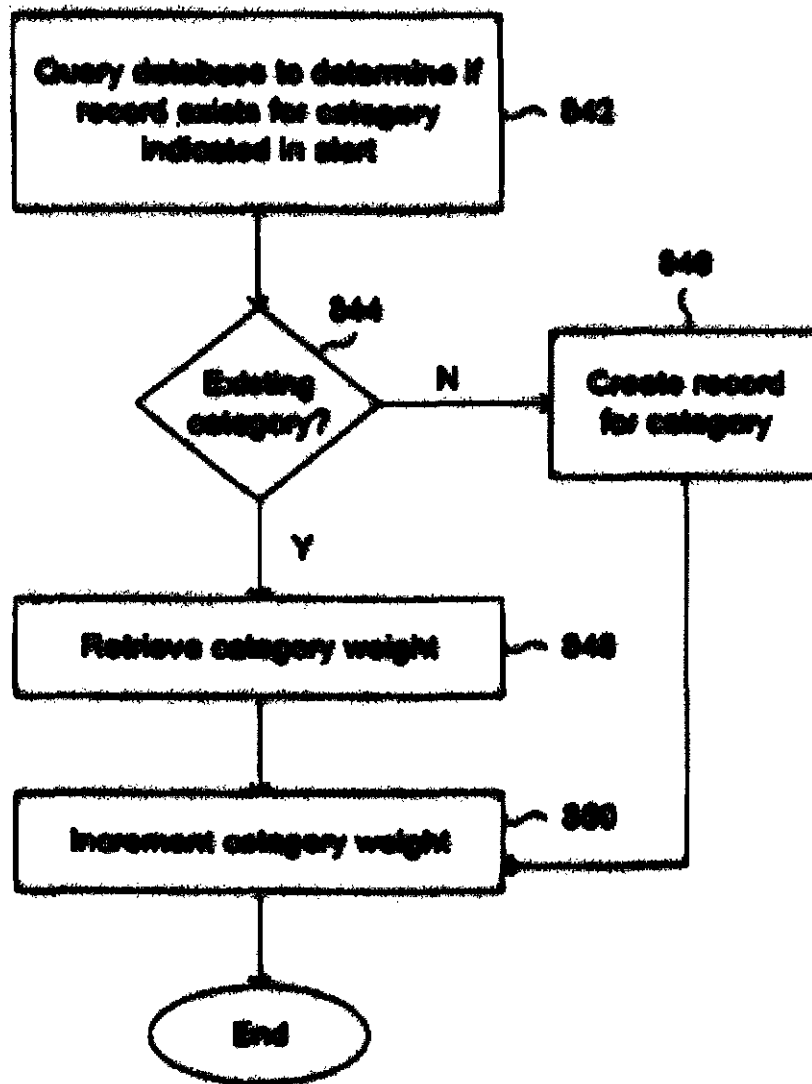 Query database to determine if
record exists for category
indicated in
842
844
846
Existing
category?
N
Create record
for category
Y
Retrieve category weight
848
850
Increment category weight
End